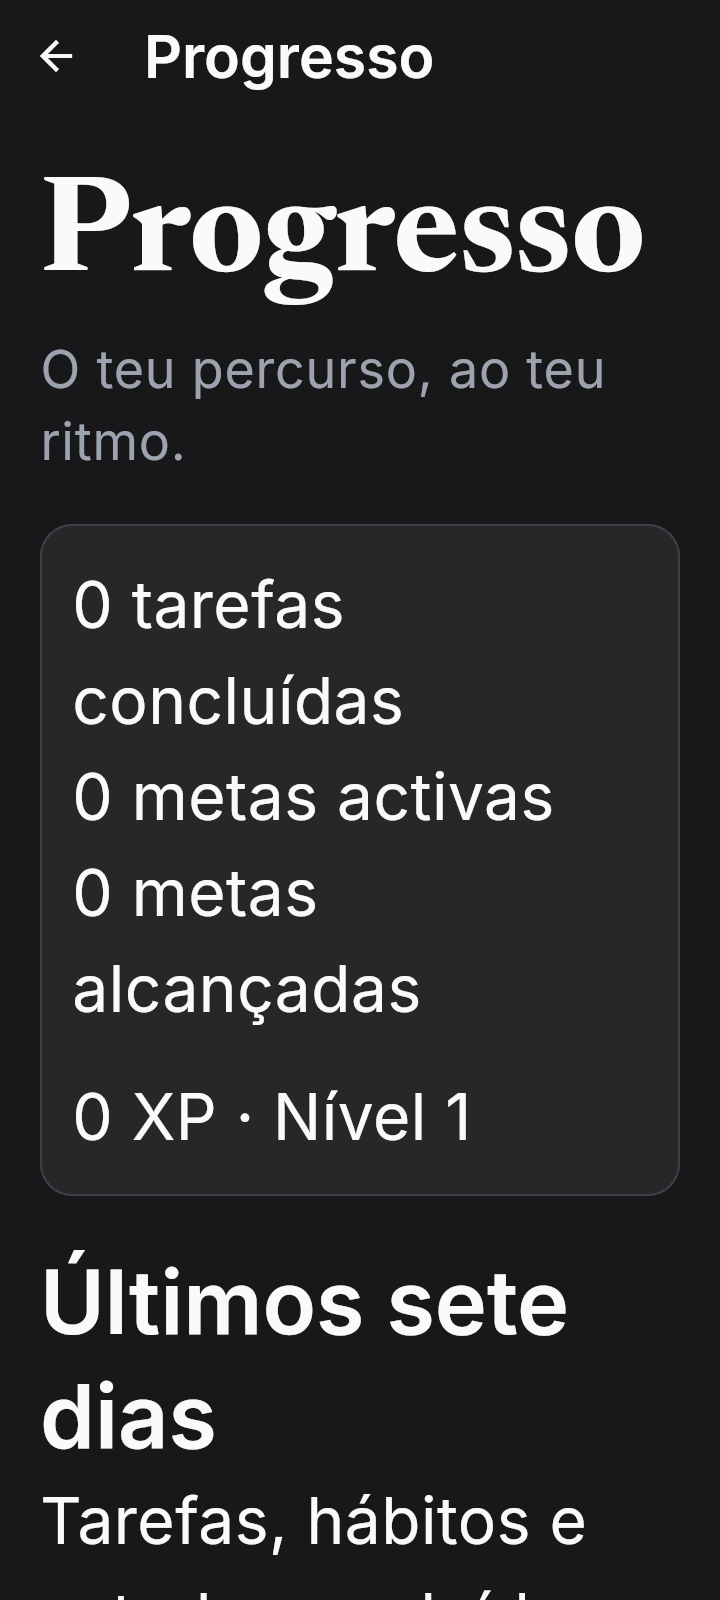 Progresso
Progresso
O teu percurso, ao teu
ritmo.
0 tarefas
concluídas
0 metas activas
0 metas
alcançadas
0 XP · Nível 1
Últimos sete
dias
Tarefas, hábitos e